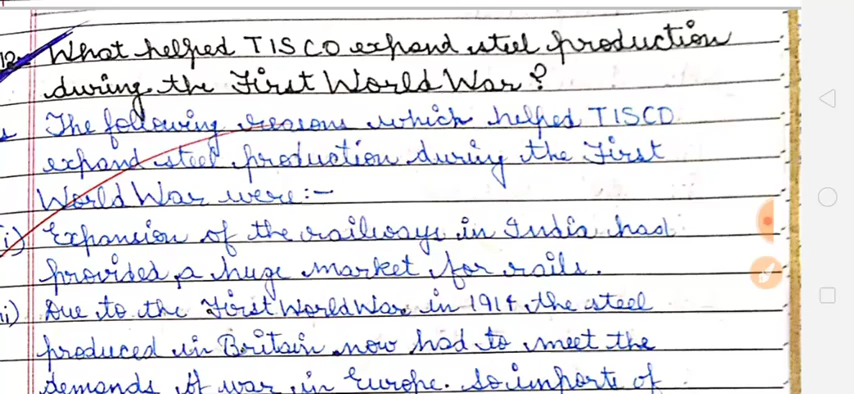 12. What helped TISCO expand steel production
during the First World War?
The following reasons which helped TISCO
expand steel production during the First
World War were:-
i) Expansion of the railways in India had
provided a huge market for rails.
ii) Due to the First World War in 1914 the steel
produced in Britain now had to meet the
demands of war in Europe. So imports of